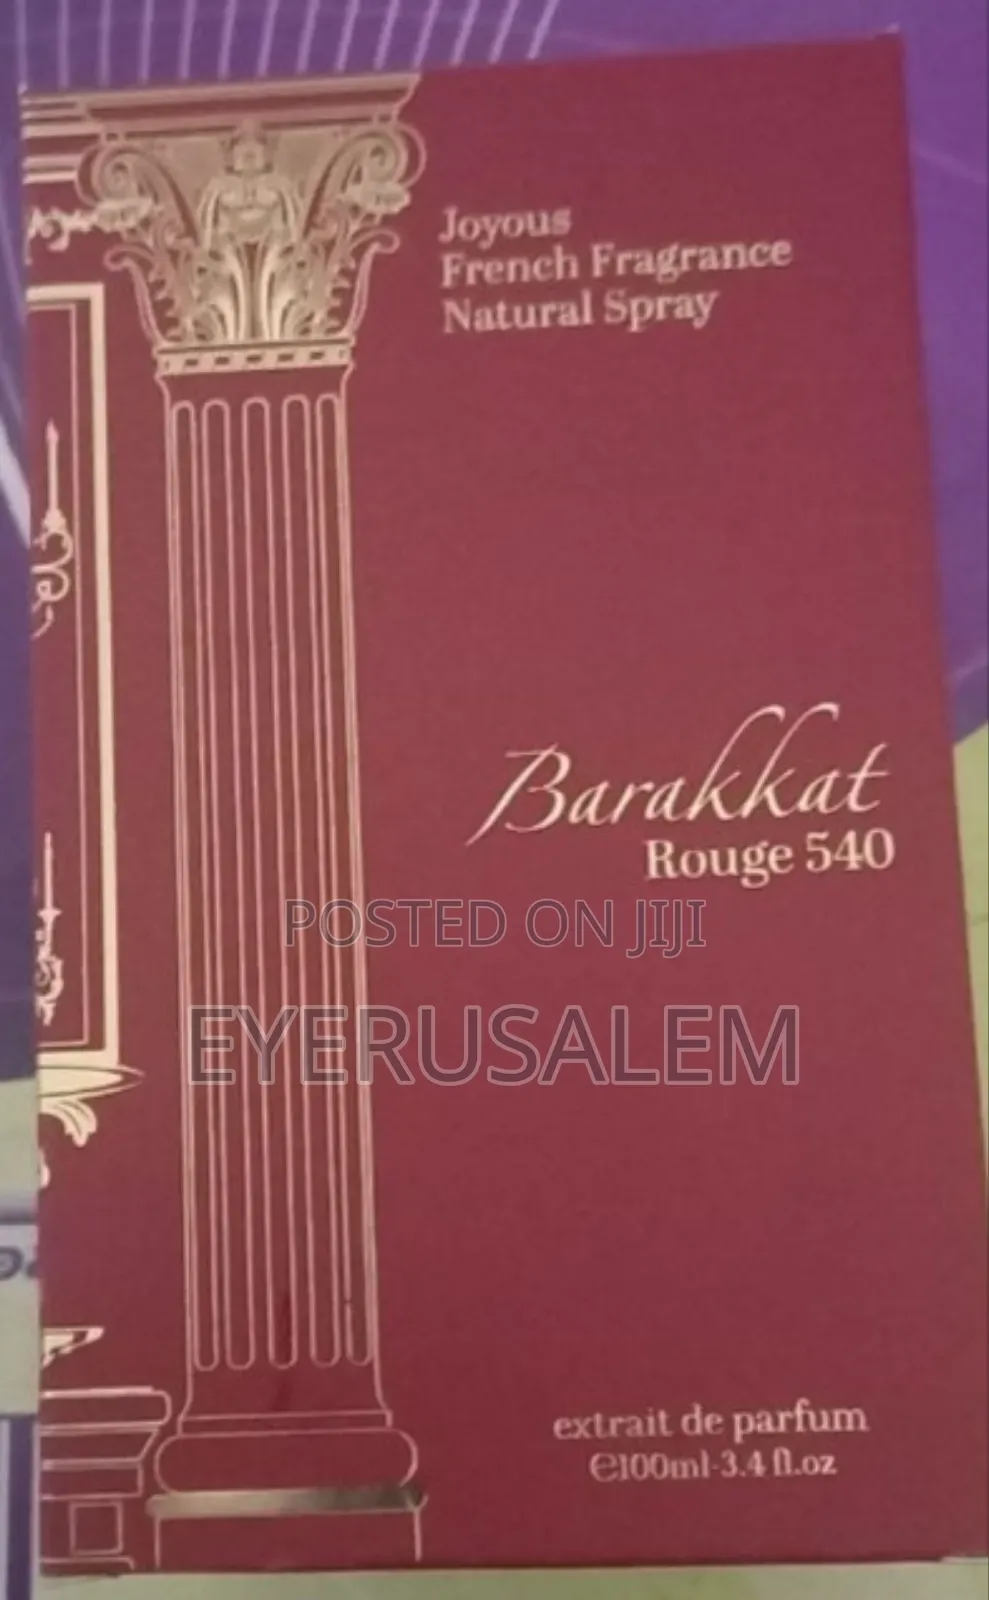 Joyous
French Fragrance
Natural Spray
Barakkat
Rouge 540
POSTED ON JIJI
EYERUSALEM
extrait de parfum
℮100ml-3.4 fl.oz